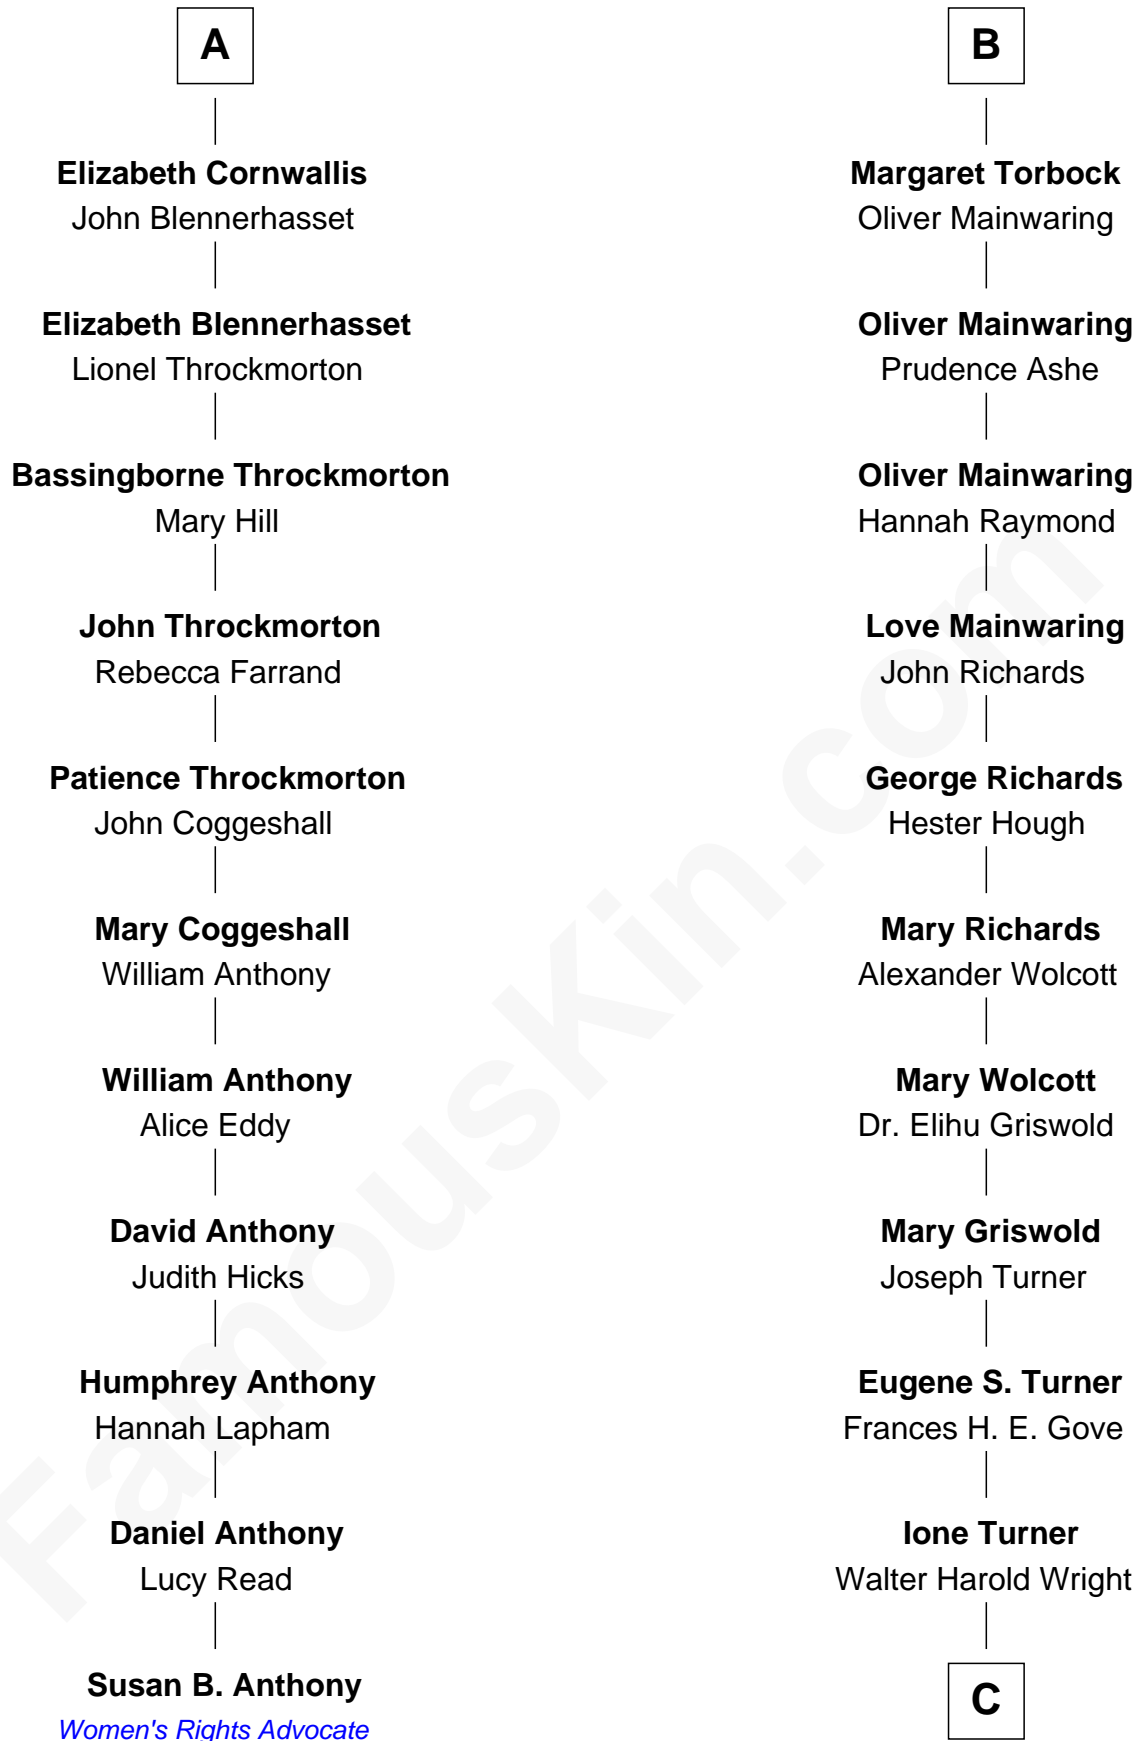 A
Elizabeth Cornwallis
John Blennerhasset
Elizabeth Blennerhasset
Lionel Throckmorton
Bassingborne Throckmorton
Mary Hill
John Throckmorton
Rebecca Farrand
Patience Throckmorton
John Coggeshall
Mary Coggeshall
William Anthony
William Anthony
Alice Eddy
David Anthony
Judith Hicks
Humphrey Anthony
Hannah Lapham
Daniel Anthony
Lucy Read
Susan B. Anthony
Women's Rights Advocate
B
Margaret Torbock
Oliver Mainwaring
Oliver Mainwaring
Prudence Ashe
Oliver Mainwaring
Hannah Raymond
Love Mainwaring
John Richards
George Richards
Hester Hough
Mary Richards
Alexander Wolcott
Mary Wolcott
Dr. Elihu Griswold
Mary Griswold
Joseph Turner
Eugene S. Turner
Frances H. E. Gove
Ione Turner
Walter Harold Wright
C
FamousKin.com